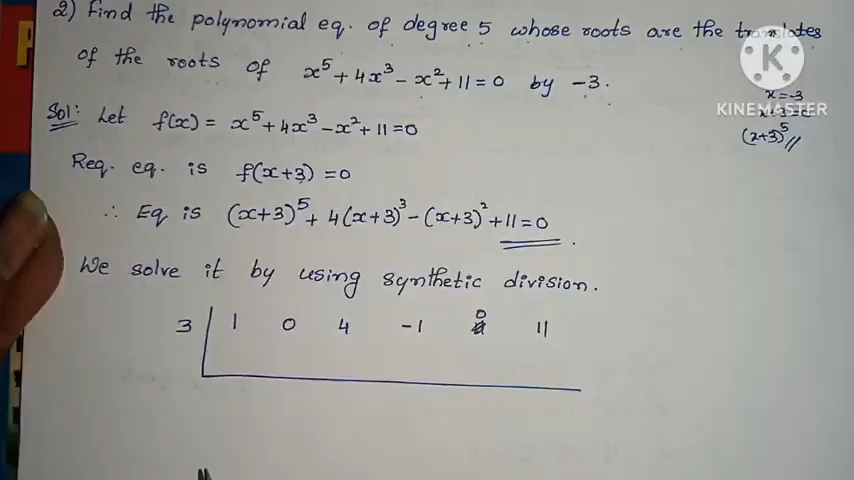 2) Find the polynomial eq. of degree 5 whose roots are the translates
of the roots of x⁵+4x³-x²+11=0 by -3.
K
KINEMASTER
x=-3
x+3=0
(x+3)⁵//
Sol: Let f(x) = x⁵+4x³-x²+11=0
Req. eq. is f(x+3)=0
∴ Eq is (x+3)⁵+4(x+3)³-(x+3)²+11=0.
We solve it by using synthetic division.
3 | 1 0 4 -1 0 11